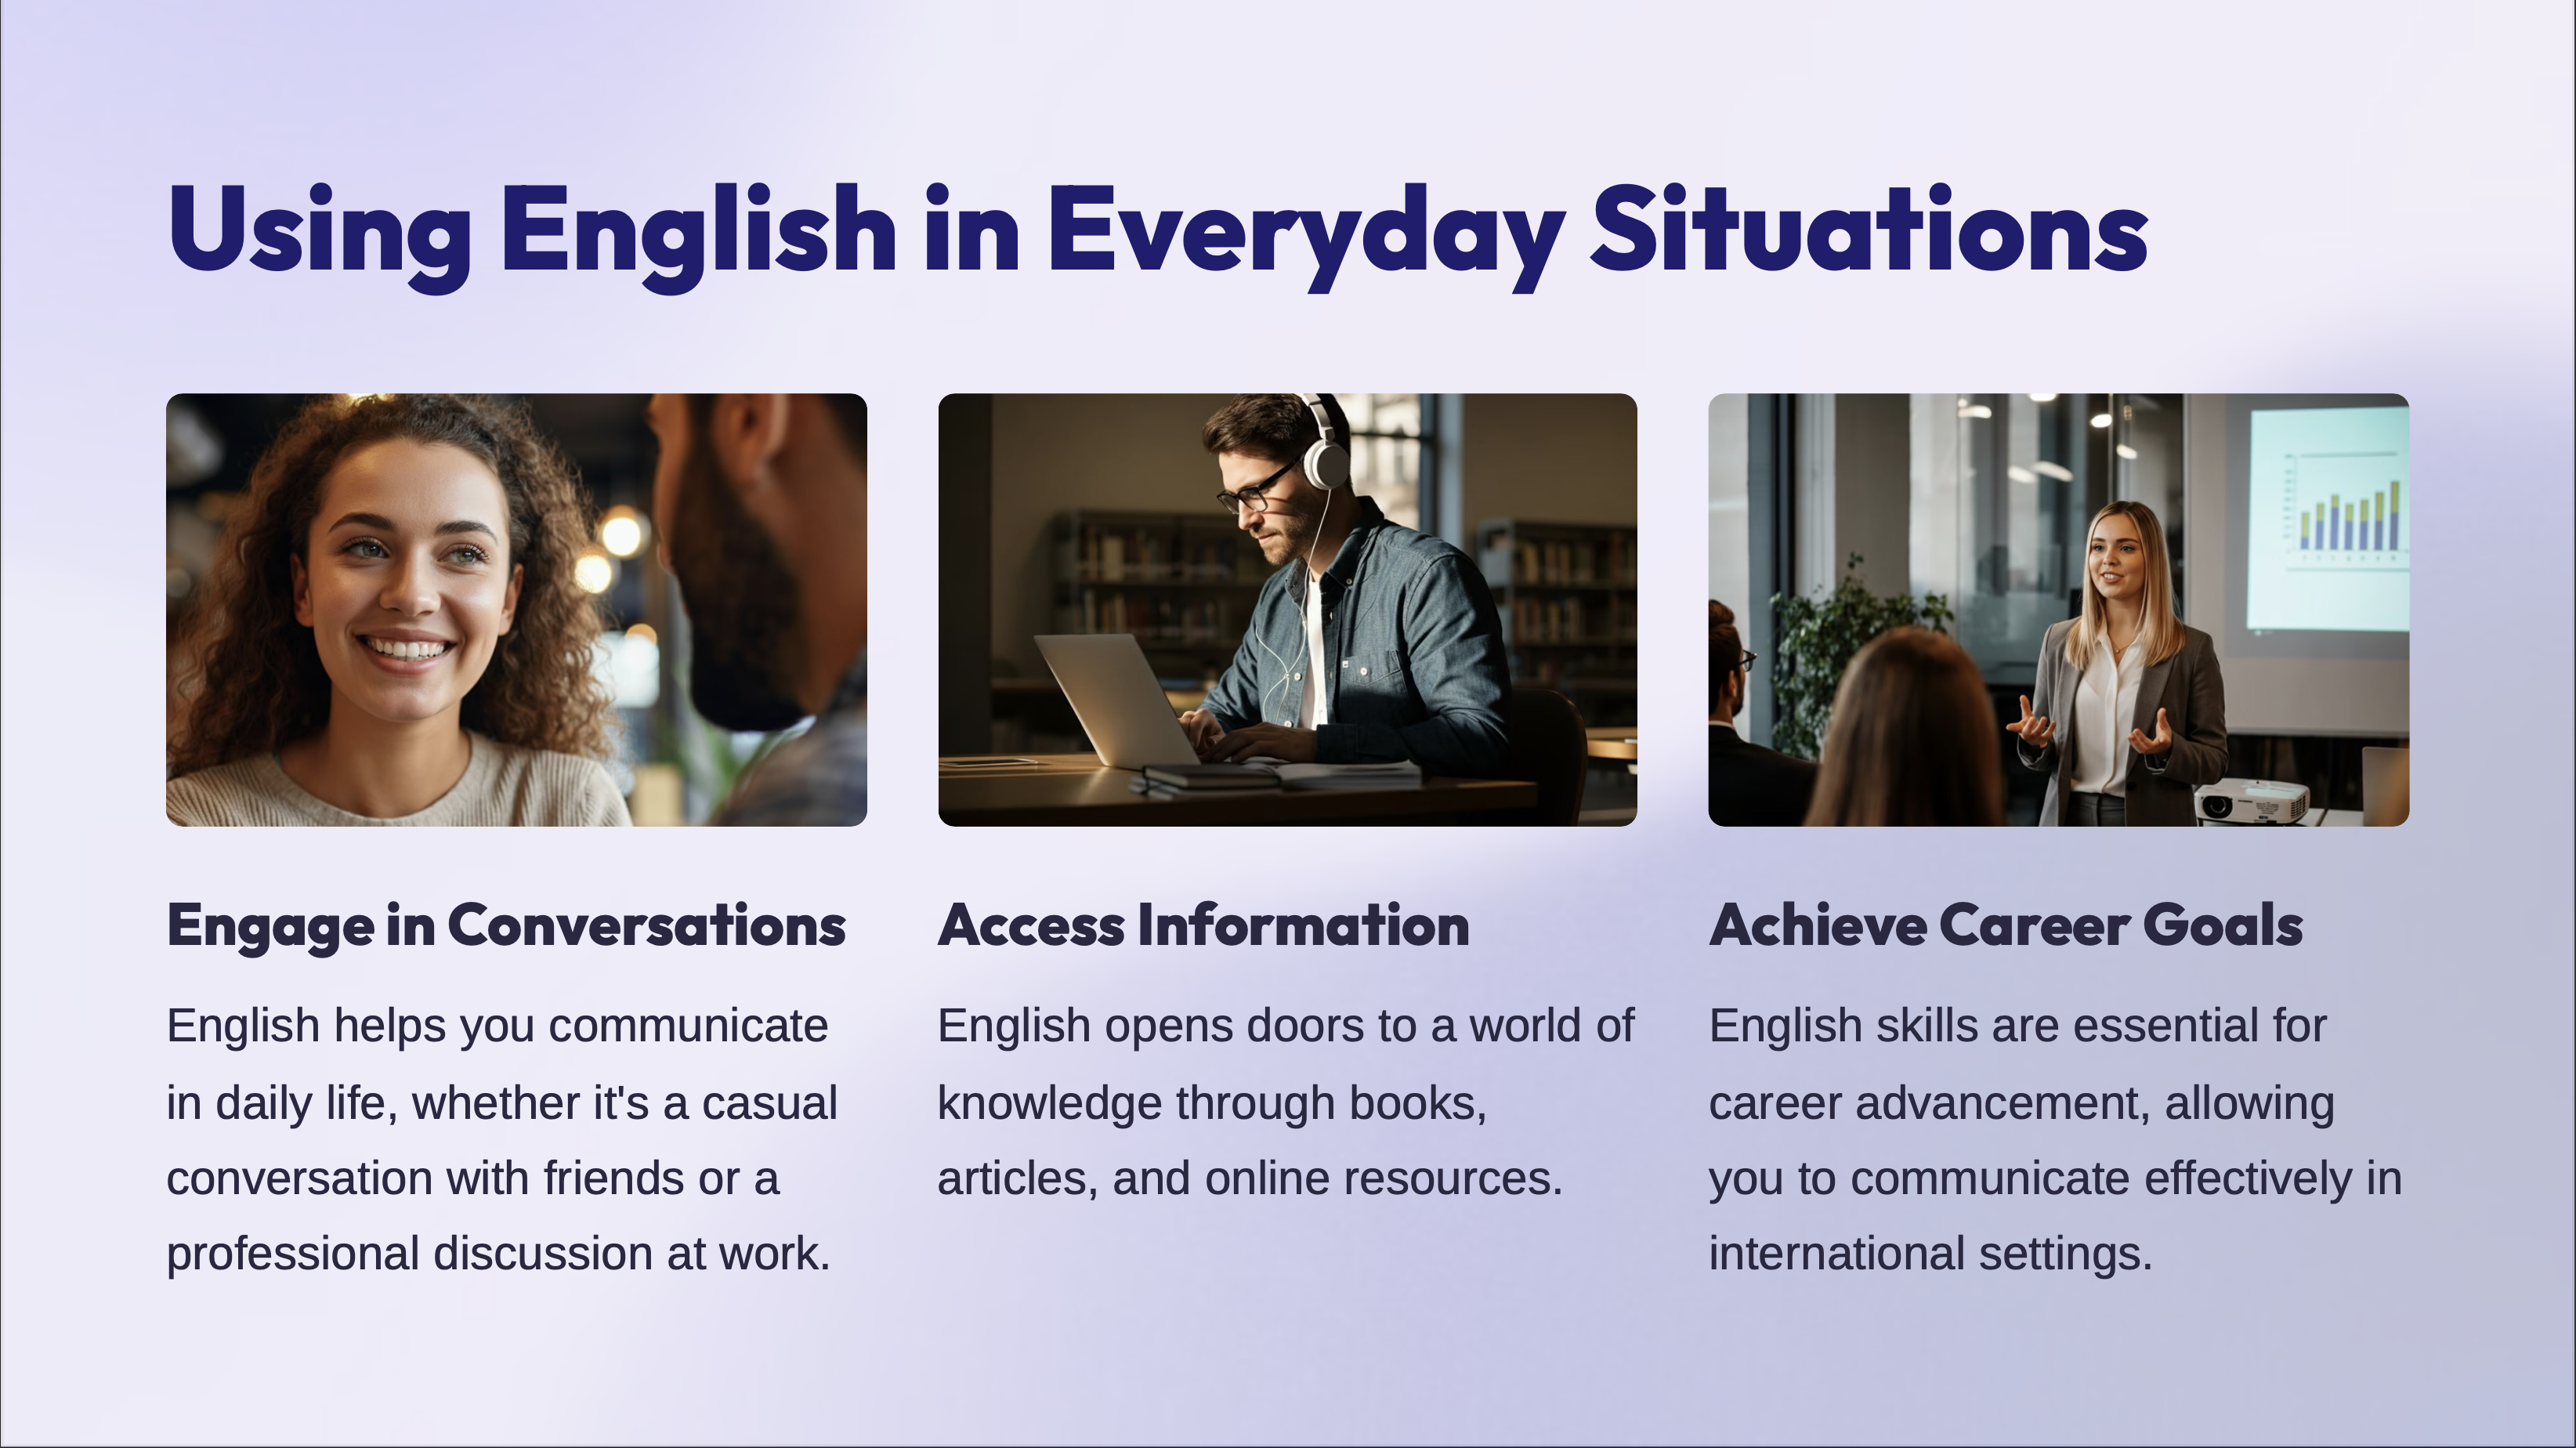 Using English in Everyday Situations
Engage in Conversations
English helps you communicate
in daily life, whether it's a casual
conversation with friends or a
professional discussion at work.
Access Information
English opens doors to a world of
knowledge through books,
articles, and online resources.
Achieve Career Goals
English skills are essential for
career advancement, allowing
you to communicate effectively in
international settings.